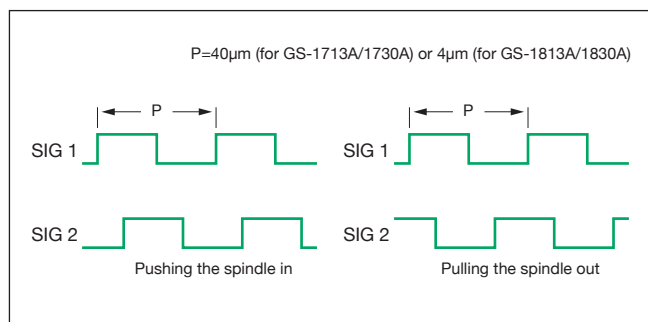 P=40μm (for GS-1713A/1730A) or 4μm (for GS-1813A/1830A)
P
P
SIG 1
SIG 1
SIG 2
SIG 2
Pushing the spindle in
Pulling the spindle out